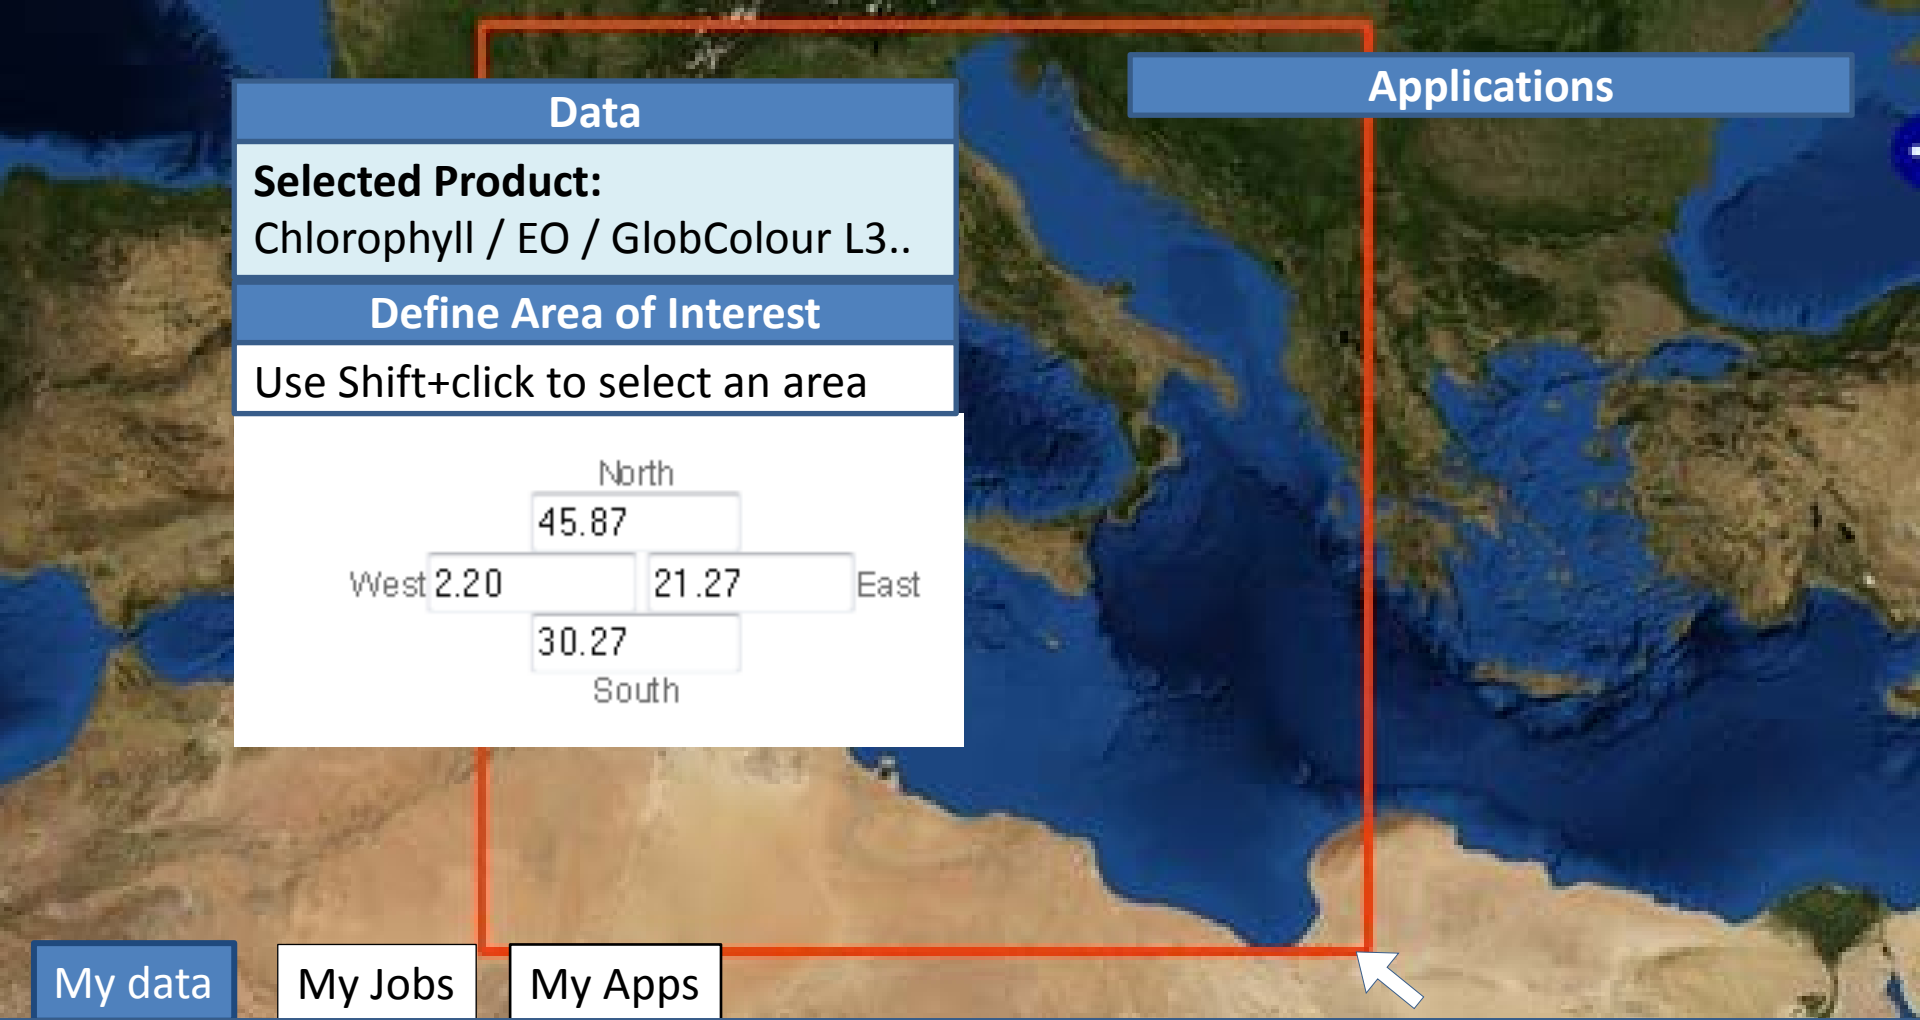 Data
Applications
Selected Product:
Chlorophyll / EO / GlobColour L3..
Define Area of Interest
Use Shift+click to select an area
North
45.87
West 2.20 21.27 East
30.27
South
My data My Jobs My Apps